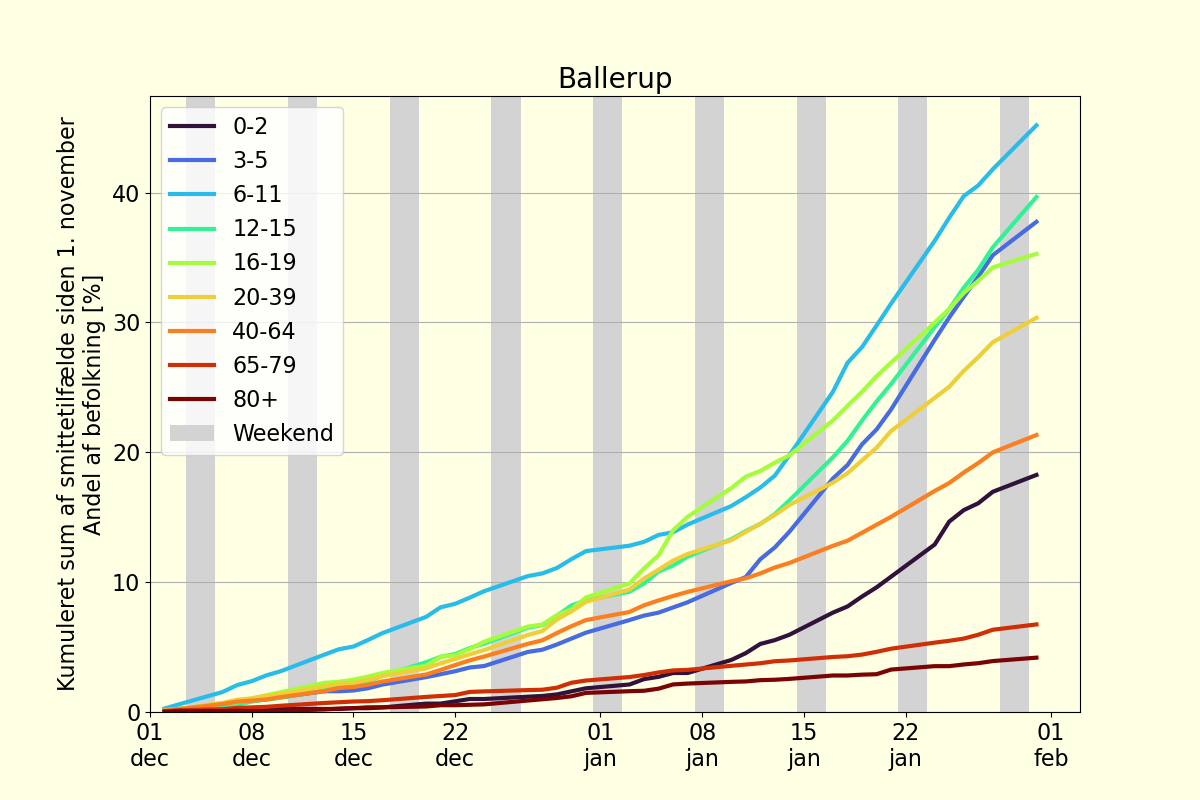 Ballerup
Kumuleret sum af smittetilfælde siden 1. november
Andel af befolkning [%]
0-2
3-5
6-11
12-15
16-19
20-39
40-64
65-79
80+
Weekend
40
30
20
10
0
01 08 15 22 01 08 15 22 01
dec dec dec dec jan jan jan jan feb